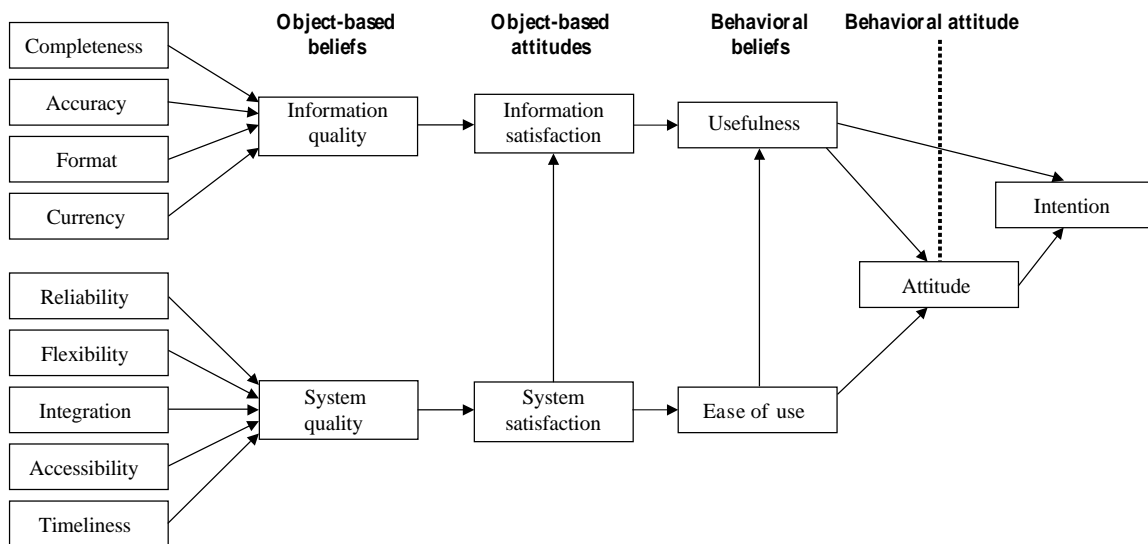 Object-based
beliefs
Object-based
attitudes
Behavioral
beliefs
Behavioral attitude
Completeness
Accuracy
Format
Currency
Information
quality
Information
satisfaction
Usefulness
Intention
Attitude
Reliability
Flexibility
Integration
Accessibility
Timeliness
System
quality
System
satisfaction
Ease of use